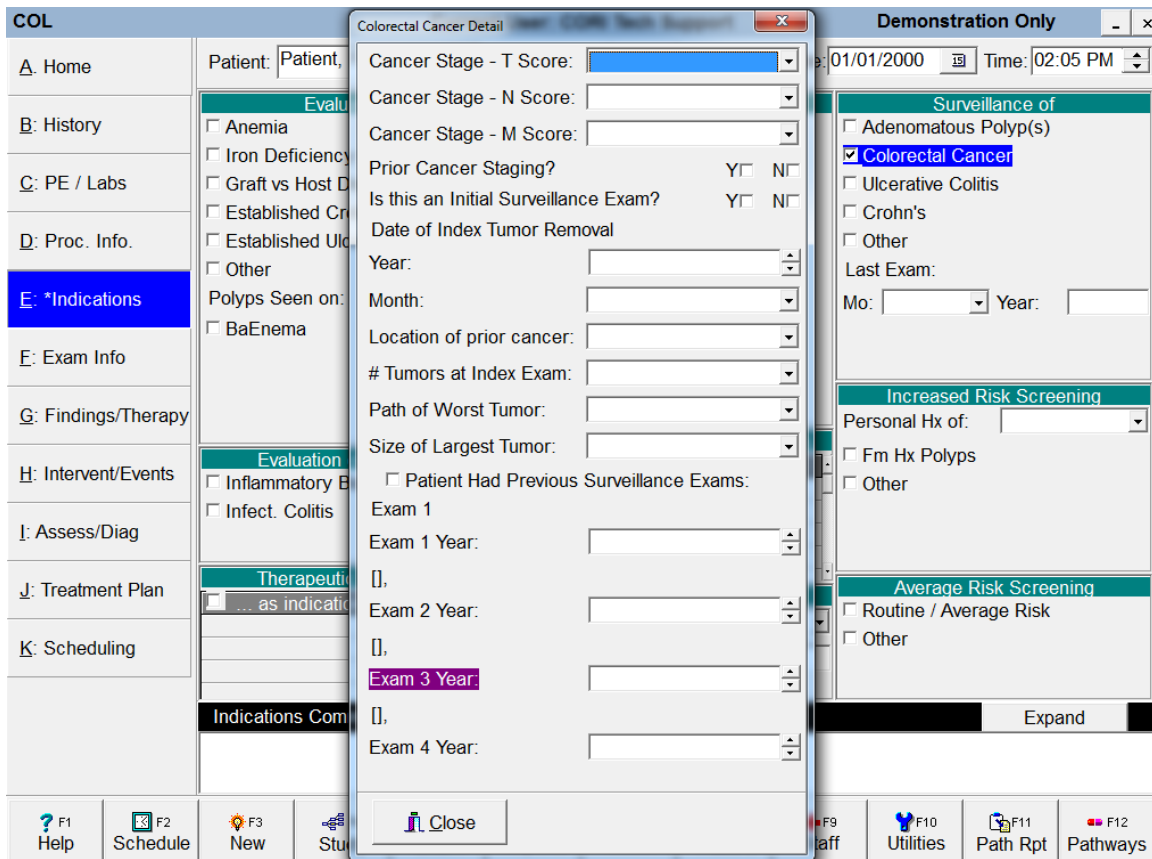 COL
Colorectal Cancer Detail
User: CORI Tech Support
Demonstration Only
A. Home
B: History
C: PE / Labs
D: Proc. Info.
E: *Indications
F: Exam Info
G: Findings/Therapy
H: Intervent/Events
I: Assess/Diag
J: Treatment Plan
K: Scheduling
Patient: Patient,
01/01/2000 15 Time: 02:05 PM
Anemia
Iron Deficiency
Graft vs Host D
Established Cr
Established Ulc
Other
Polyps Seen on:
BaEnema
Evaluation
Inflammatory B
Infect. Colitis
Therapeuti
... as indicatio
Indications Com
Cancer Stage - T Score:
Cancer Stage - N Score:
Cancer Stage - M Score:
Prior Cancer Staging? Y N
Is this an Initial Surveillance Exam? Y N
Date of Index Tumor Removal
Year:
Month:
Location of prior cancer:
# Tumors at Index Exam:
Path of Worst Tumor:
Size of Largest Tumor:
Patient Had Previous Surveillance Exams:
Exam 1
Exam 1 Year:
[],
Exam 2 Year:
[],
Exam 3 Year:
[],
Exam 4 Year:
Close
Surveillance of
Adenomatous Polyp(s)
Colorectal Cancer
Ulcerative Colitis
Crohn's
Other
Last Exam:
Mo: Year:
Increased Risk Screening
Personal Hx of:
Fm Hx Polyps
Other
Average Risk Screening
Routine / Average Risk
Other
Expand
F1 Help
F2 Schedule
F3 New
Stu
F9 taff
F10 Utilities
F11 Path Rpt
F12 Pathways